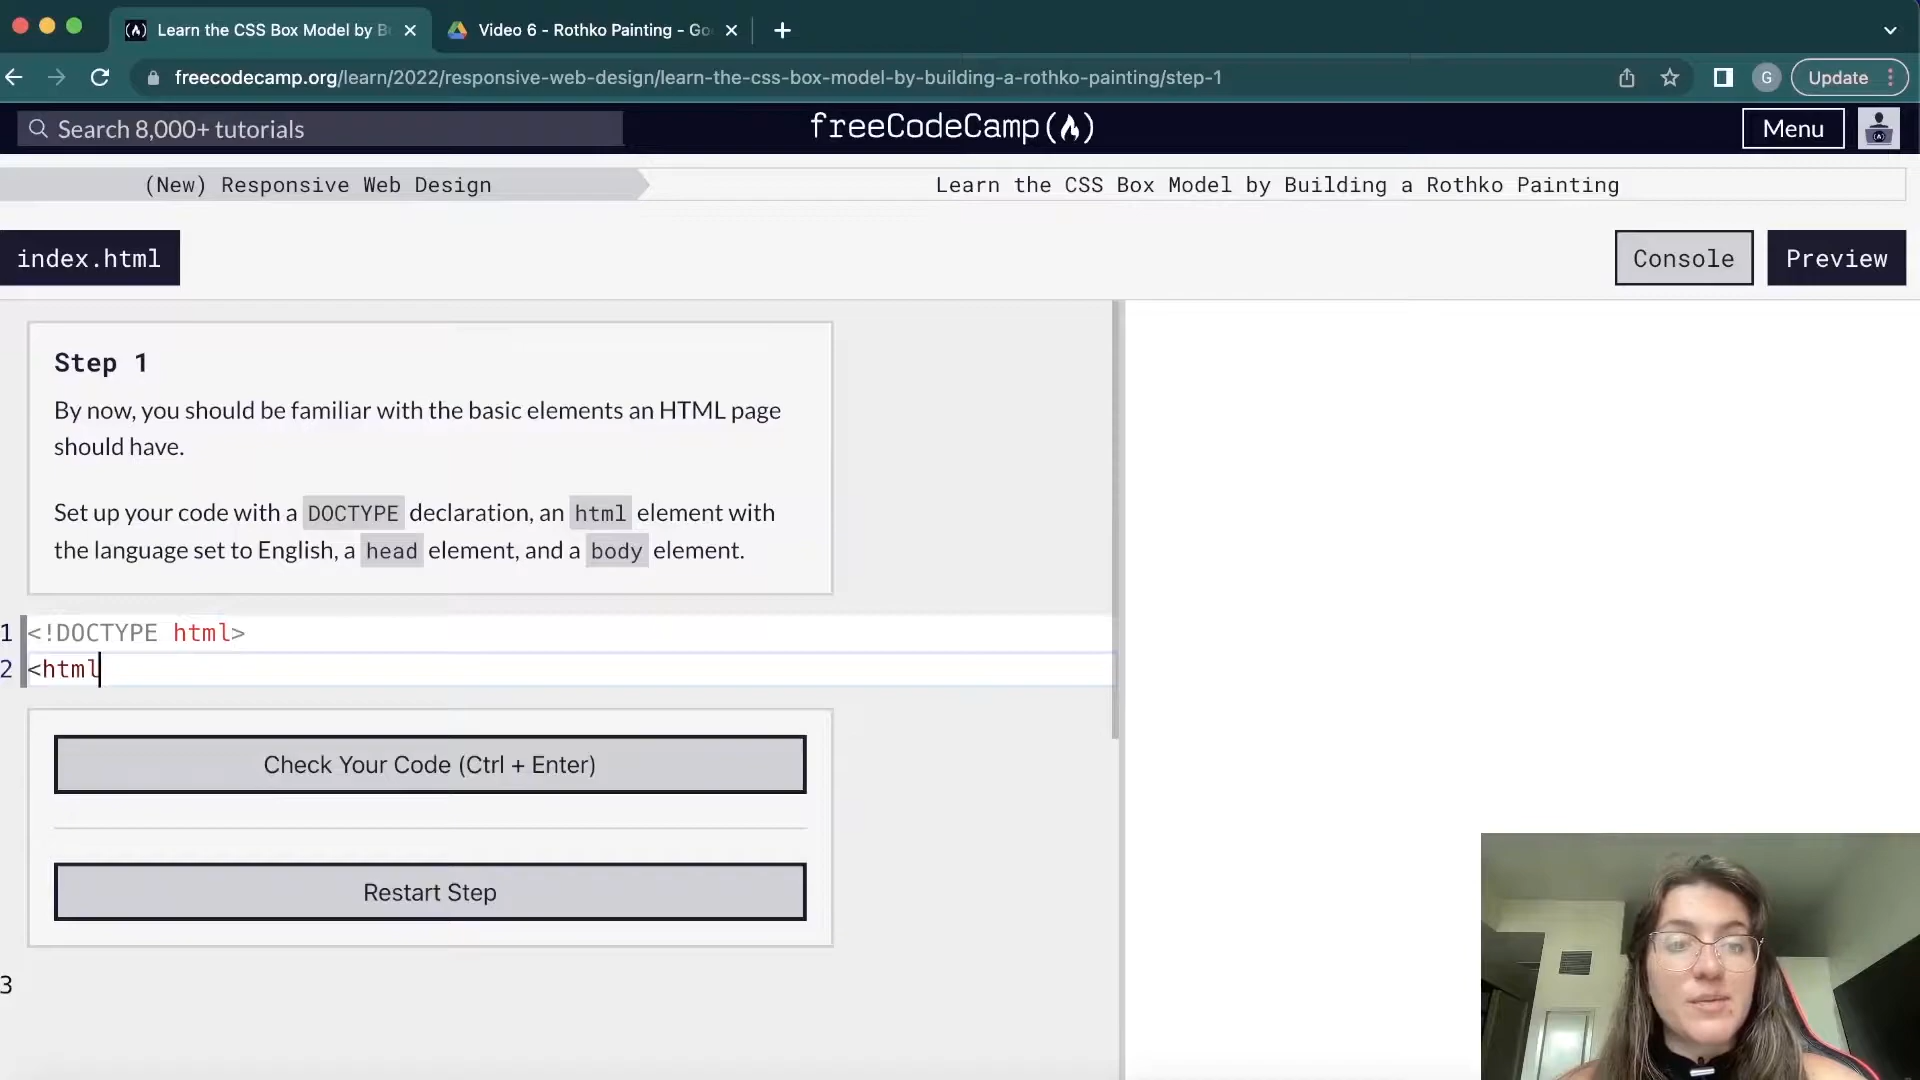 Learn the CSS Box Model by B
Video 6 - Rothko Painting - Go
freecodecamp.org/learn/2022/responsive-web-design/learn-the-css-box-model-by-building-a-rothko-painting/step-1
G
Update
Search 8,000+ tutorials
freeCodeCamp
Menu
(New) Responsive Web Design
Learn the CSS Box Model by Building a Rothko Painting
index.html
Console
Preview
Step 1
By now, you should be familiar with the basic elements an HTML page
should have.
Set up your code with a DOCTYPE declaration, an html element with
the language set to English, a head element, and a body element.
1 <!DOCTYPE html>
2 <html
Check Your Code (Ctrl + Enter)
Restart Step
3